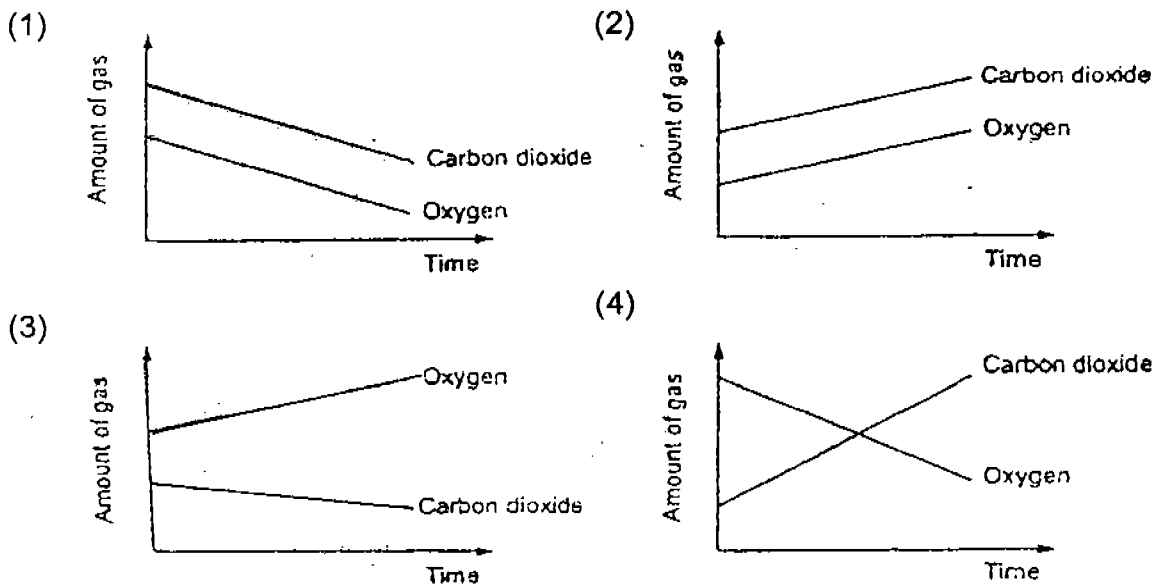 (1)
Amount of gas
Carbon dioxide
Oxygen
Time
(2)
Amount of gas
Carbon dioxide
Oxygen
Time
(3)
Amount of gas
Oxygen
Carbon dioxide
Time
(4)
Amount of gas
Carbon dioxide
Oxygen
Time